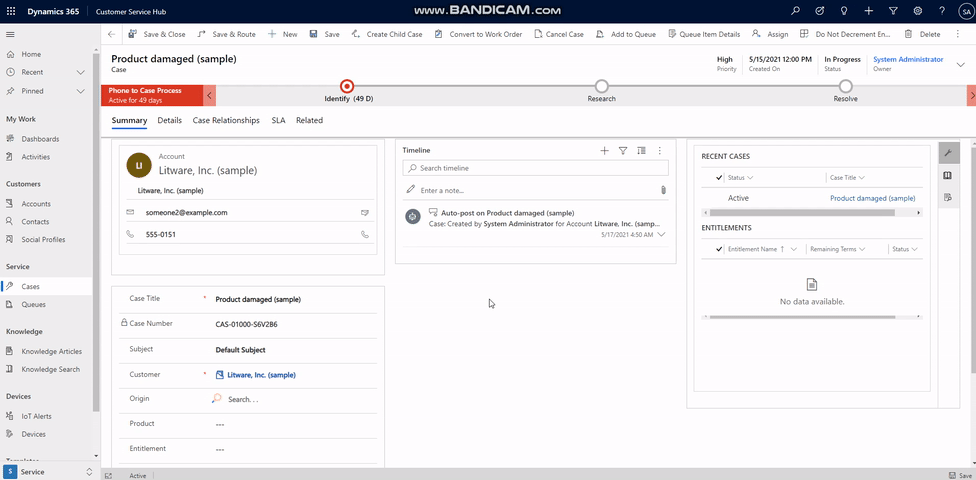 Dynamics 365
Customer Service Hub
www.BANDICAM.com
SA
Home
Recent
Pinned
My Work
Dashboards
Activities
Customers
Accounts
Contacts
Social Profiles
Service
Cases
Queues
Knowledge
Knowledge Articles
Knowledge Search
Devices
IoT Alerts
Devices
S Service
Save & Close
Save & Route
New
Save
Create Child Case
Convert to Work Order
Cancel Case
Add to Queue
Queue Item Details
Assign
Do Not Decrement En...
Delete
Product damaged (sample)
Case
High
Priority
5/15/2021 12:00 PM
Created On
In Progress
Status
System Administrator
Owner
Phone to Case Process
Active for 49 days
Identify (49 D)
Research
Resolve
Summary
Details
Case Relationships
SLA
Related
u
Account
Litware, Inc. (sample)
Litware, Inc. (sample)
someone2@example.com
555-0151
Case Title * Product damaged (sample)
Case Number CAS-01000-S6V2B6
Subject Default Subject
Customer * Litware, Inc. (sample)
Origin Search. . .
Product ---
Entitlement ---
Timeline
Search timeline
Enter a note...
Auto-post on Product damaged (sample)
Case: Created by System Administrator for Account Litware, Inc. (samp...
5/17/2021 4:50 AM
RECENT CASES
Status
Case Title
Active
Product damaged (sample)
ENTITLEMENTS
Entitlement Name ↑
Remaining Terms
Status
No data available.
Active
Save